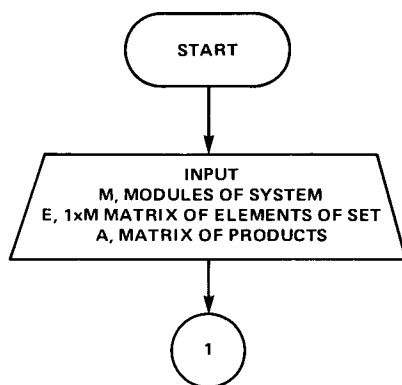 START
INPUT
M, MODULES OF SYSTEM
E, 1xM MATRIX OF ELEMENTS OF SET
A, MATRIX OF PRODUCTS
1